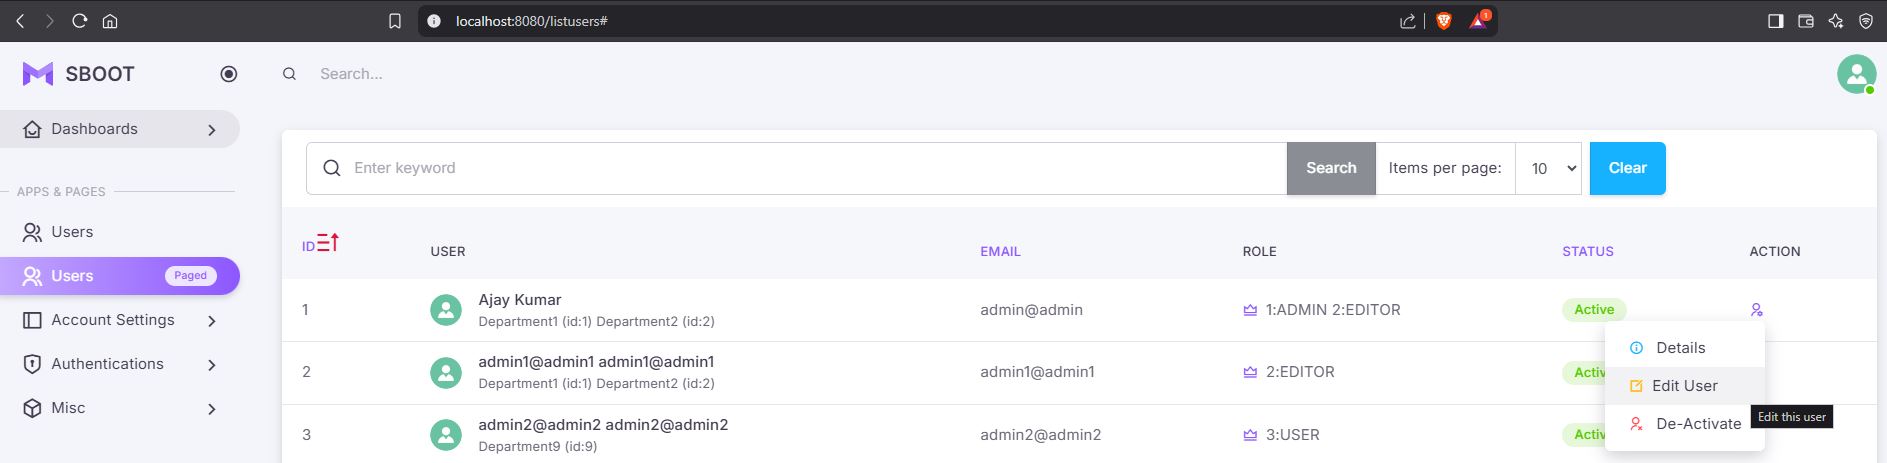 localhost:8080/listusers#
1
SBOOT
Search...
Dashboards
APPS & PAGES
Users
Users Paged
Account Settings
Authentications
Misc
Enter keyword Search Items per page: 10 Clear
ID USER EMAIL ROLE STATUS ACTION
1 Ajay Kumar admin@admin 1:ADMIN 2:EDITOR Active
Department1 (id:1) Department2 (id:2)
2 admin1@admin1 admin1@admin1 admin1@admin1 2:EDITOR Activ
Department1 (id:1) Department2 (id:2)
3 admin2@admin2 admin2@admin2 admin2@admin2 3:USER Activ
Department9 (id:9)
Details
Edit User
De-Activate
Edit this user